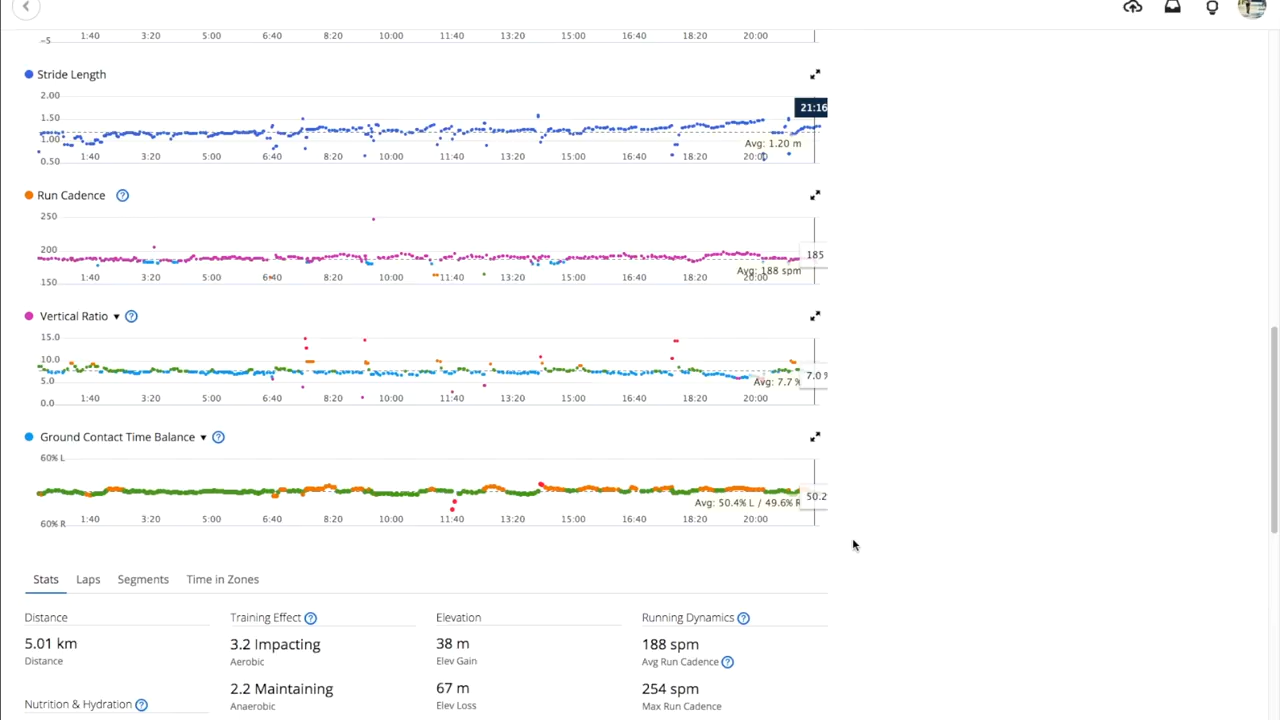 -5
1:40 3:20 5:00 6:40 8:20 10:00 11:40 13:20 15:00 16:40 18:20 20:00
Stride Length
2.00
21:16
1.50
1.00
Avg: 1.20 m
0.50
1:40 3:20 5:00 6:40 8:20 10:00 11:40 13:20 15:00 16:40 18:20 20:00
Run Cadence ?
250
200
185
Avg: 188 spm
150
1:40 3:20 5:00 6:40 8:20 10:00 11:40 13:20 15:00 16:40 18:20 20:00
Vertical Ratio ?
15.0
10.0
7.0 %
5.0
Avg: 7.7 %
0.0
1:40 3:20 5:00 6:40 8:20 10:00 11:40 13:20 15:00 16:40 18:20 20:00
Ground Contact Time Balance ?
60% L
50.2
Avg: 50.4% L / 49.6% R
60% R
1:40 3:20 5:00 6:40 8:20 10:00 11:40 13:20 15:00 16:40 18:20 20:00
Stats Laps Segments Time in Zones
Distance Training Effect ? Elevation Running Dynamics ?
5.01 km 3.2 Impacting 38 m 188 spm
Distance Aerobic Elev Gain Avg Run Cadence ?
2.2 Maintaining 67 m 254 spm
Nutrition & Hydration ? Anaerobic Elev Loss Max Run Cadence